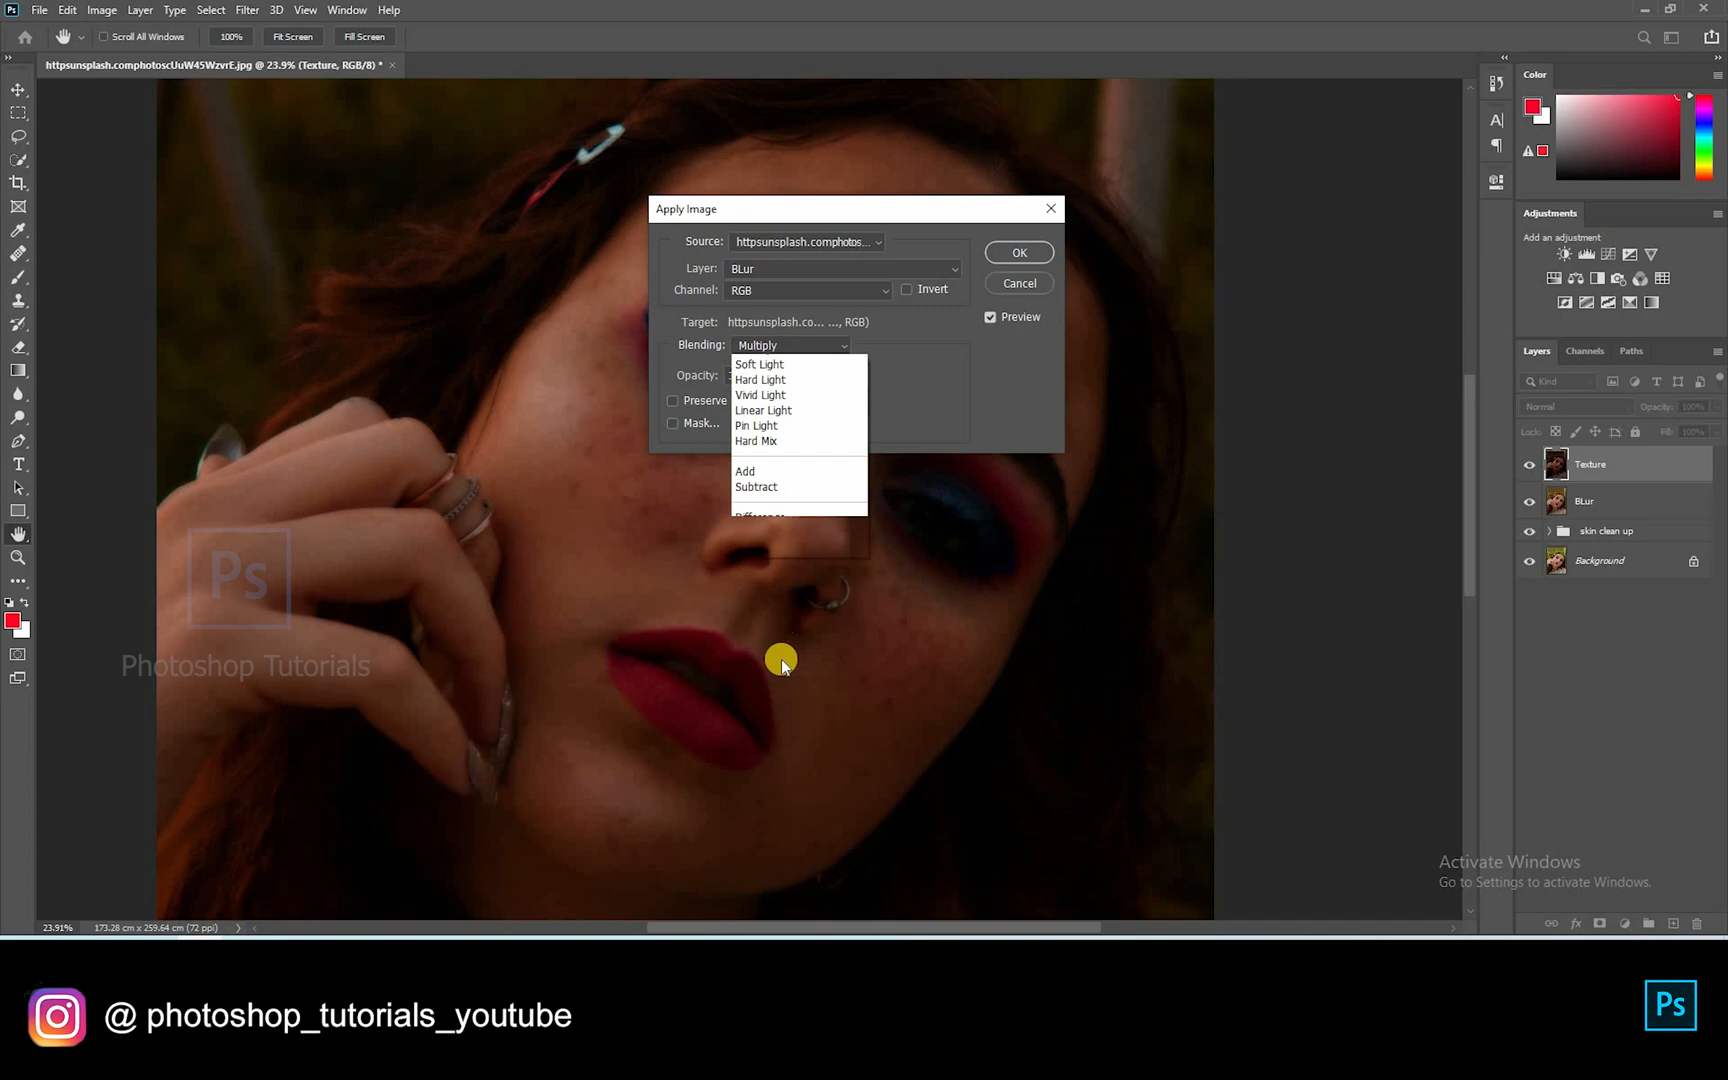 Ps File Edit Image Layer Type Select Filter 3D View Window Help
Scroll All Windows 100% Fit Screen Fill Screen
httpsunsplash.comphotoscUuW45WzvrE.jpg @ 23.9% (Texture, RGB/8) * ×
Apply Image
Source: httpsunsplash.comphotos...
Layer: BLur
Channel: RGB Invert
Target: httpsunsplash.co... ..., RGB)
Blending: Multiply
Opacity:
Preserve
Mask...
OK
Cancel
Preview
Soft Light
Hard Light
Vivid Light
Linear Light
Pin Light
Hard Mix
Add
Subtract
Difference
Color
Adjustments
Add an adjustment
Layers Channels Paths
Kind
Normal Opacity: 100%
Lock: Fill: 100%
Texture
BLur
skin clean up
Background
Ps
Photoshop Tutorials
Activate Windows
Go to Settings to activate Windows.
23.91% 173.28 cm x 259.64 cm (72 ppi)
@ photoshop_tutorials_youtube
Ps